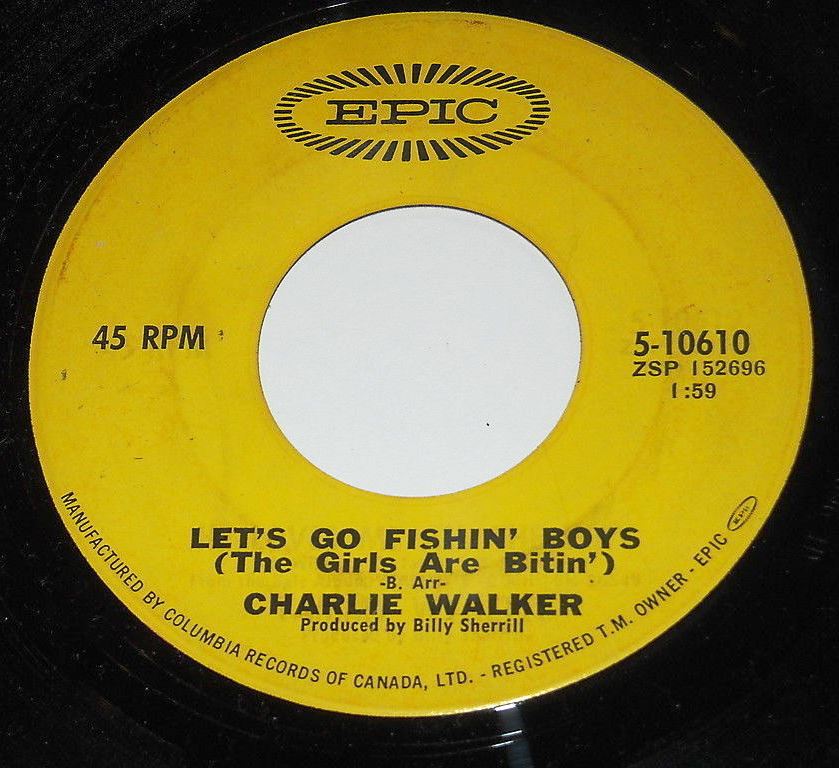 EPIC
45 RPM
5-10610
ZSP 152696
1:59
LET'S GO FISHIN' BOYS
(The Girls Are Bitin')
-B. Arr-
CHARLIE WALKER
Produced by Billy Sherrill
MANUFACTURED BY COLUMBIA RECORDS OF CANADA, LTD. - REGISTERED T.M. OWNER - EPIC EPIC